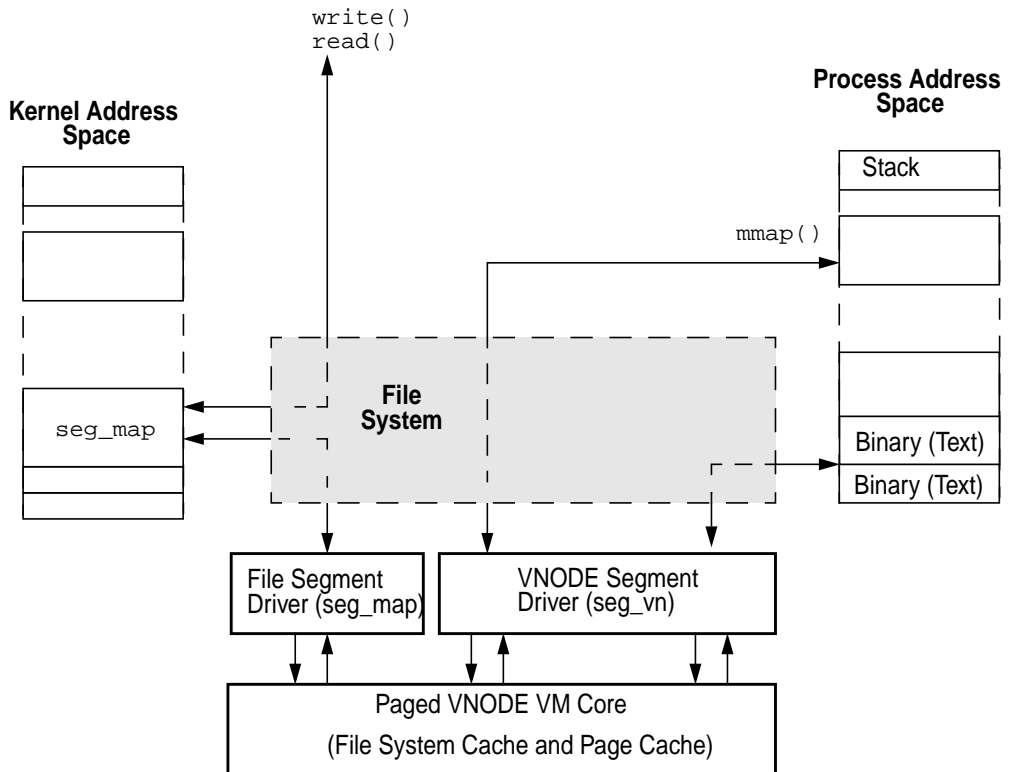 write()
read()
Kernel Address
Space
Process Address
Space
Stack
mmap()
File
System
seg_map
Binary (Text)
Binary (Text)
File Segment
Driver (seg_map)
VNODE Segment
Driver (seg_vn)
Paged VNODE VM Core
(File System Cache and Page Cache)